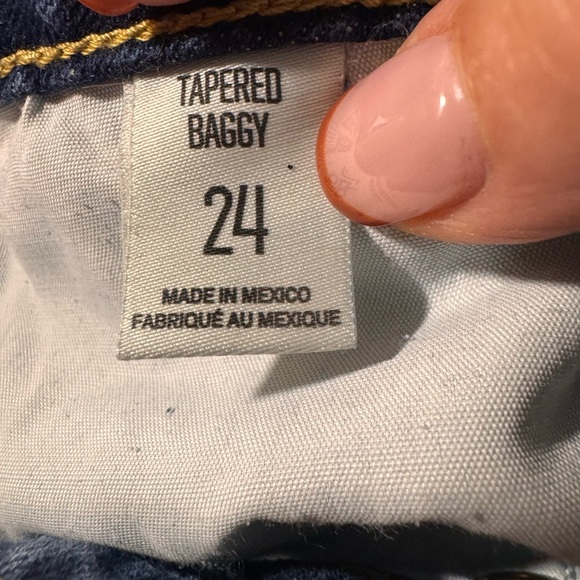 TAPERED
BAGGY
24
MADE IN MEXICO
FABRIQUÉ AU MEXIQUE